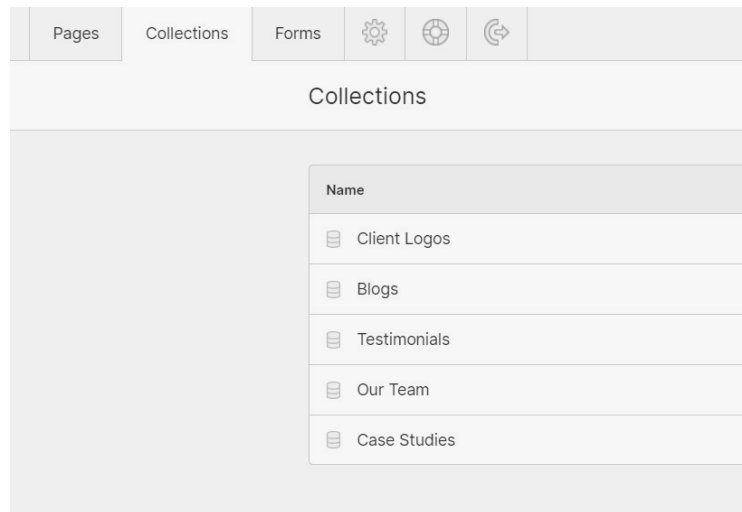 Pages Collections Forms
Collections
Name
Client Logos
Blogs
Testimonials
Our Team
Case Studies